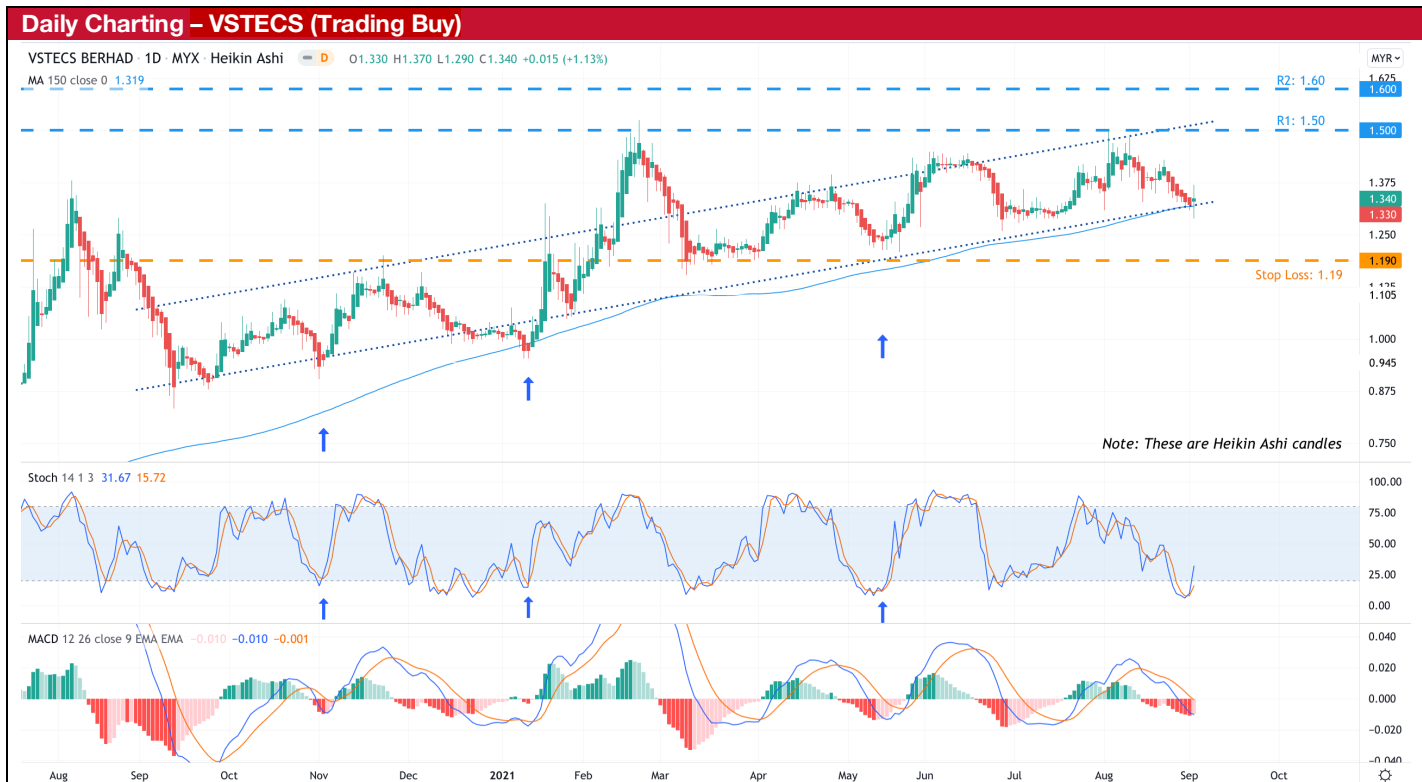 Daily Charting – VSTECS (Trading Buy)
VSTECS BERHAD · 1D · MYX · Heikin Ashi D O1.330 H1.370 L1.290 C1.340 +0.015 (+1.13%)
MYR
MA 150 close 0 1.319
R2: 1.60
R1: 1.50
Stop Loss: 1.19
Note: These are Heikin Ashi candles
1.625
1.600
1.500
1.375
1.340
1.330
1.250
1.190
1.125
1.105
1.000
0.945
0.875
0.750
Stoch 14 1 3 31.67 15.72
100.00
75.00
50.00
25.00
0.00
MACD 12 26 close 9 EMA EMA −0.010 −0.010 −0.001
0.040
0.020
0.000
−0.020
−0.040
Aug Sep Oct Nov Dec 2021 Feb Mar Apr May Jun Jul Aug Sep Oct